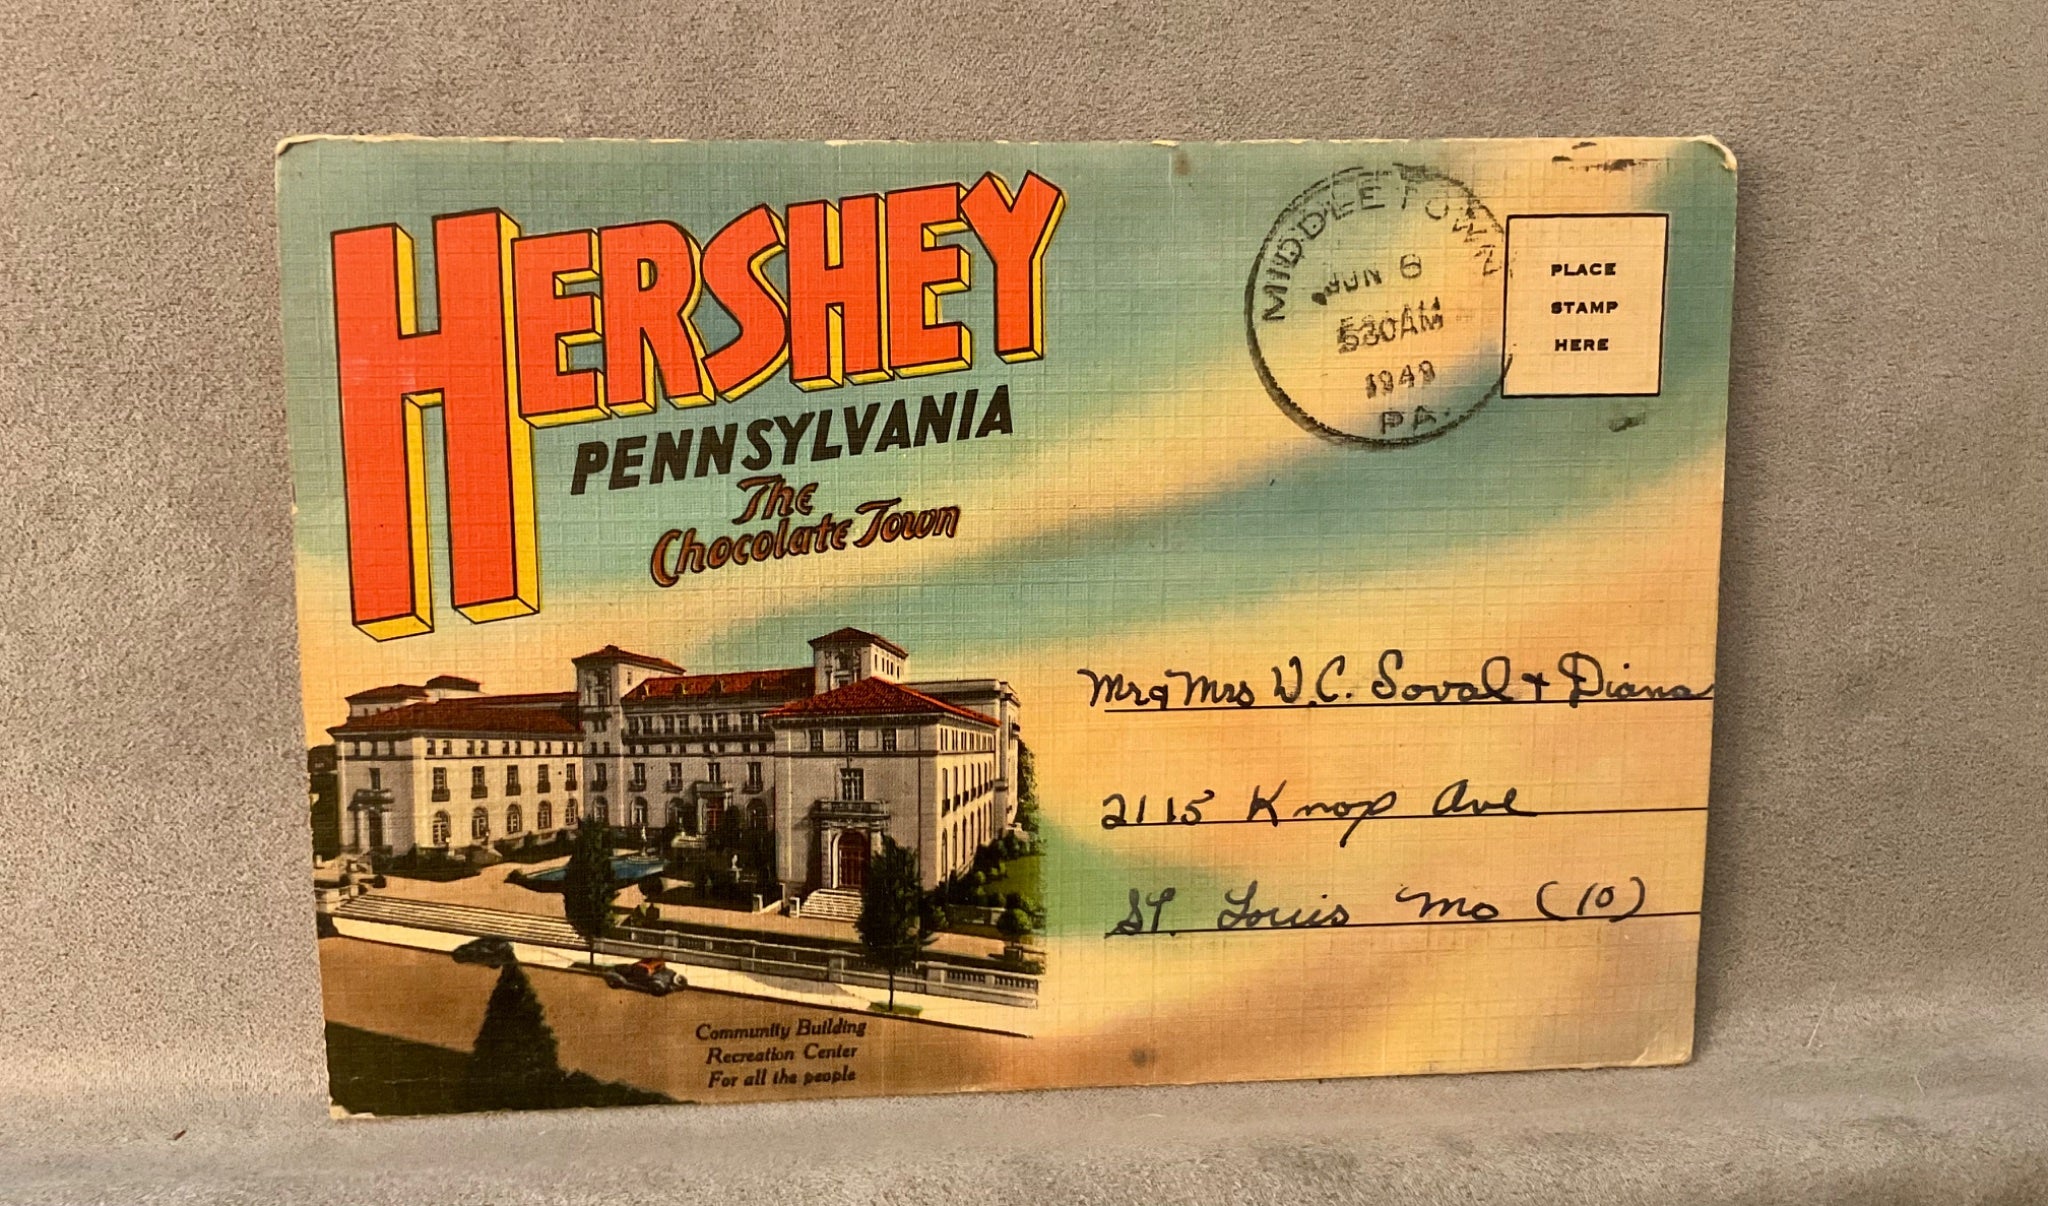 HERSHEY
PENNSYLVANIA
The
Chocolate Town
MIDDLETOWN
JUN 6
530AM
1949
PA.
PLACE
STAMP
HERE
Mr & Mrs W.C. Soval + Diana
2115 Knop Ave
St. Louis Mo (10)
Community Building
Recreation Center
For all the people